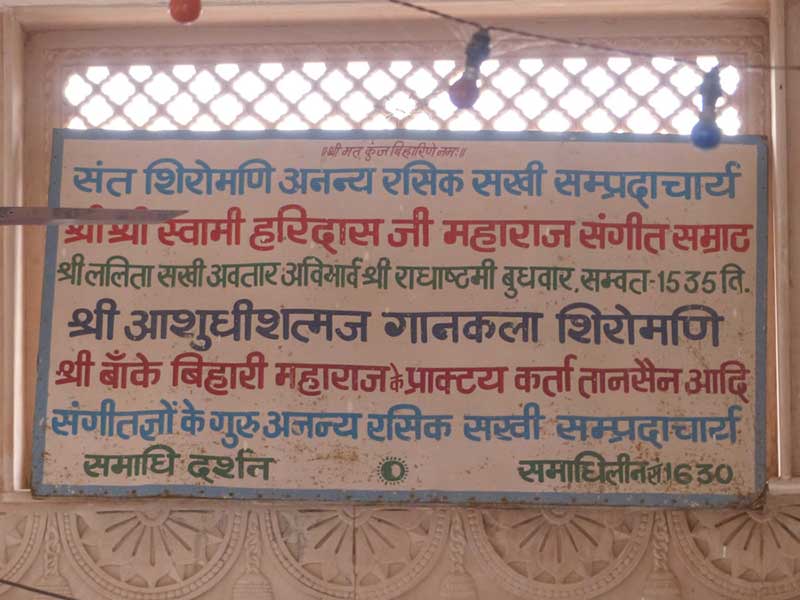 ॥श्री मत् कुंज बिहारिणे नमः॥
संत शिरोमणि अनन्य रसिक सखी सम्प्रदाचार्य
श्री श्री स्वामी हरिदास जी महाराज संगीत सम्राट
श्री ललिता सखी अवतार अविभार्व श्री राधाष्टमी बुधवार, सम्वत-1535 ति.
श्री आशुधीशत्मज गानकला शिरोमणि
श्री बाँके बिहारी महाराज के प्राक्टय कर्ता तानसैन आदि
संगीतज्ञों के गुरु अनन्य रसिक सखी सम्प्रदाचार्य
समाधि दर्शन समाधिलीन सं 1630